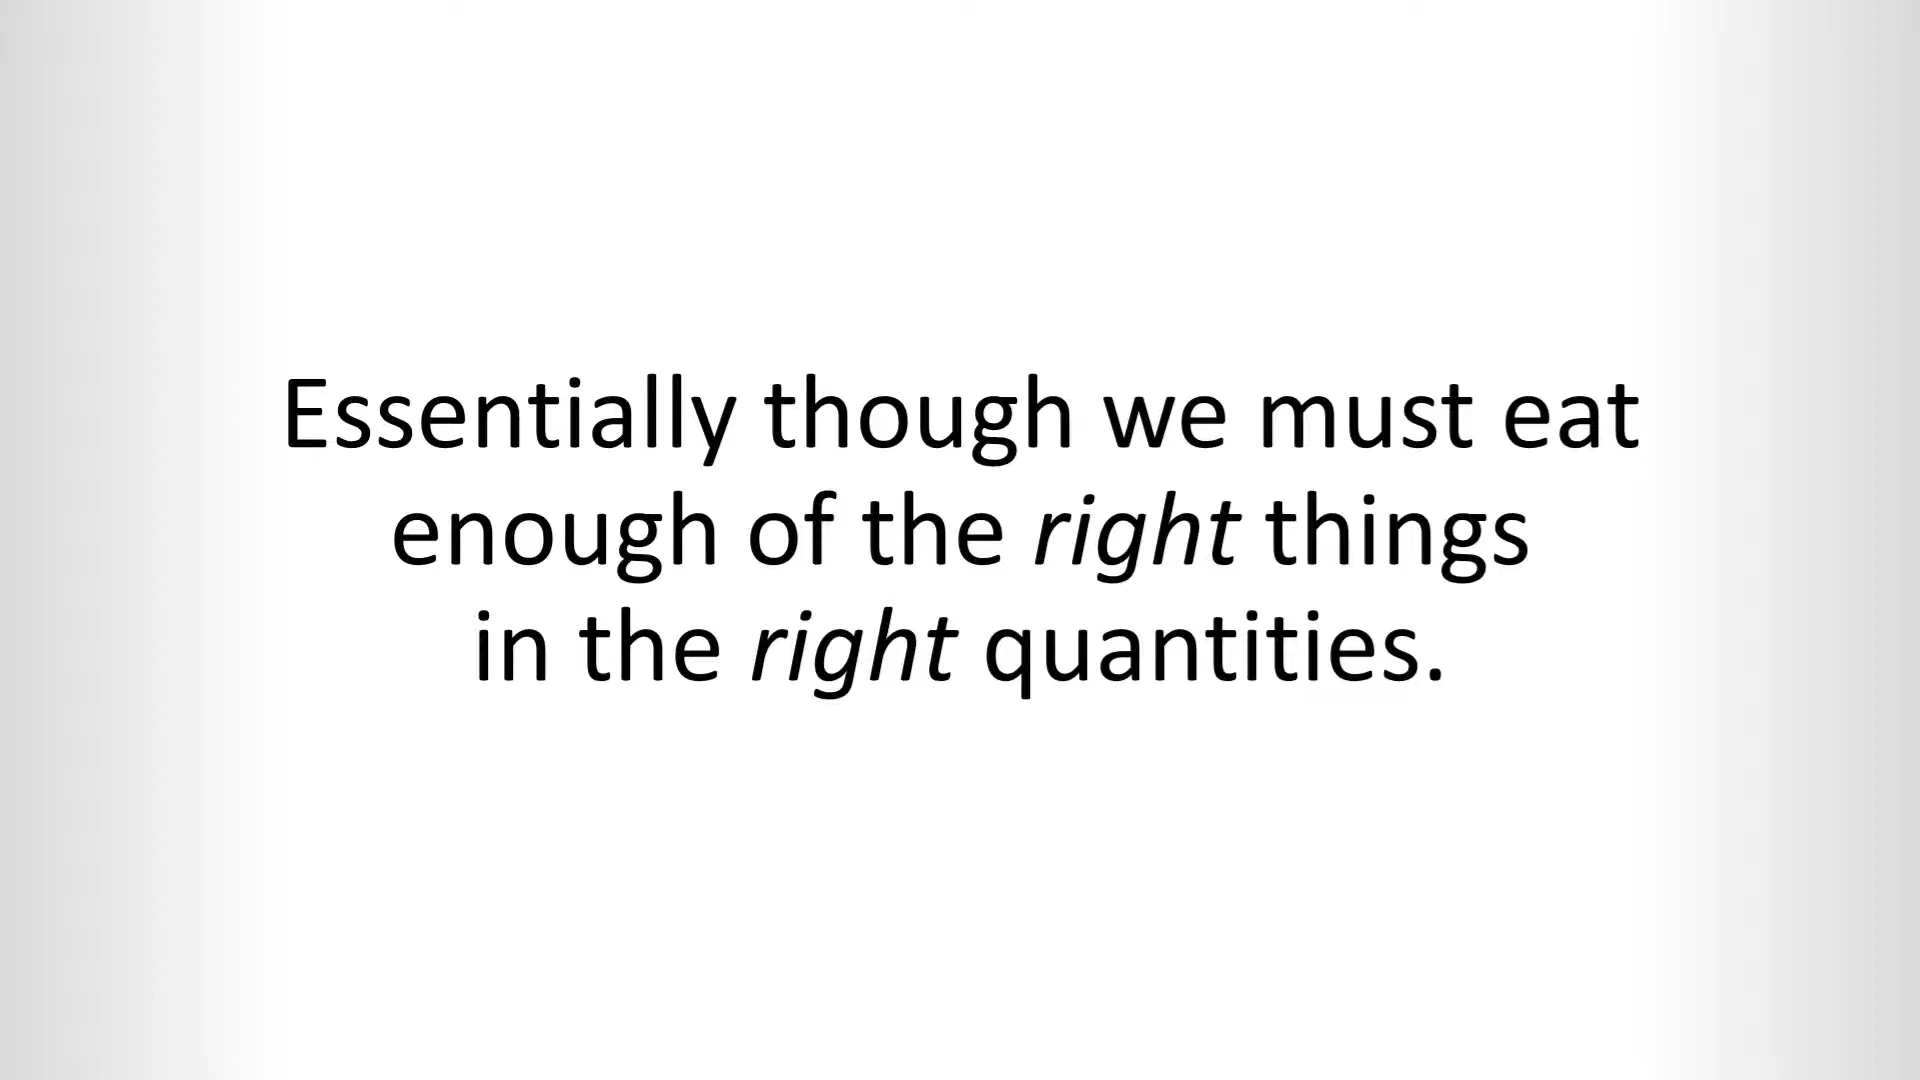 Essentially though we must eat
enough of the right things
in the right quantities.